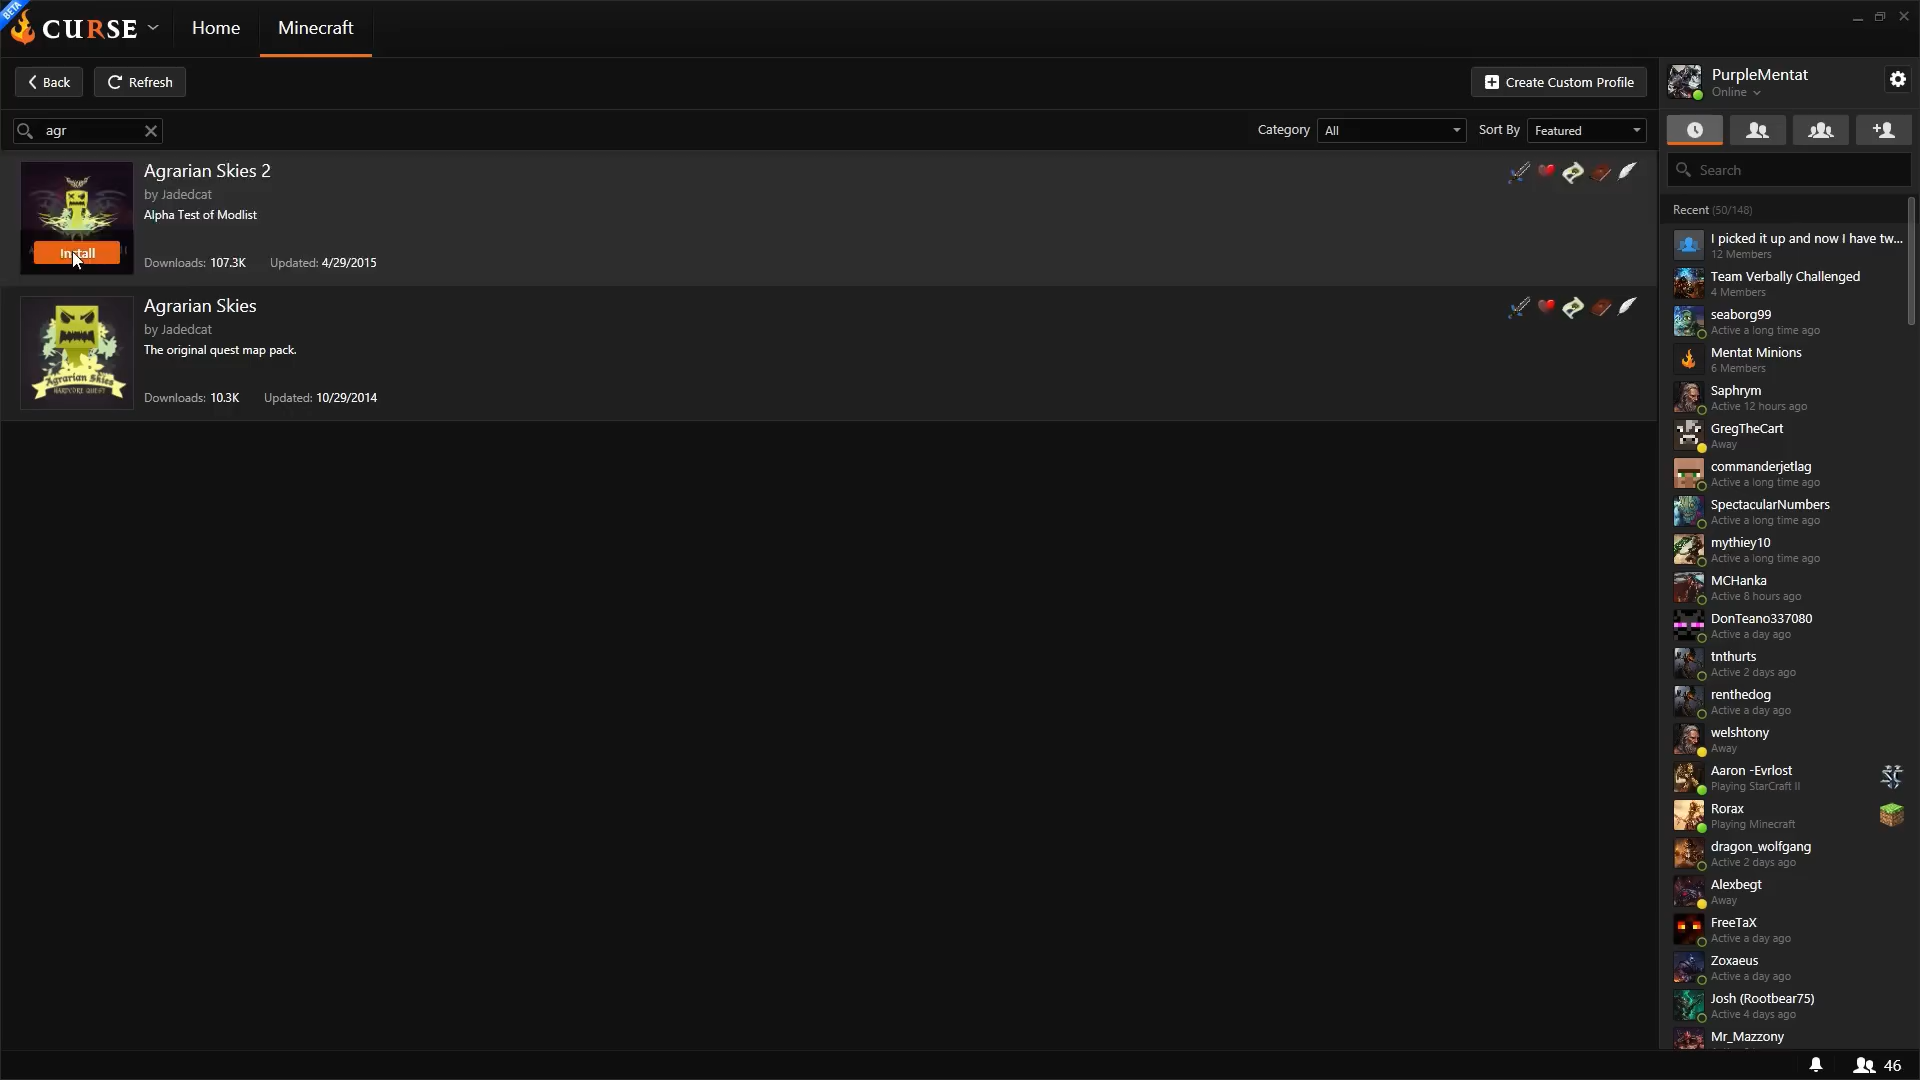 BETA
CURSE
Home
Minecraft
Back
Refresh
Create Custom Profile
PurpleMentat
Online
agr
Category
All
Sort By
Featured
Search
Agrarian Skies 2
by Jadedcat
Alpha Test of Modlist
Install
Downloads: 107.3K
Updated: 4/29/2015
Agrarian Skies
by Jadedcat
The original quest map pack.
Agrarian Skies
HARDCORE QUEST
Downloads: 10.3K
Updated: 10/29/2014
Recent (50/148)
I picked it up and now I have tw...
12 Members
Team Verbally Challenged
4 Members
seaborg99
Active a long time ago
Mentat Minions
6 Members
Saphrym
Active 12 hours ago
GregTheCart
Away
commanderjetlag
Active a long time ago
SpectacularNumbers
Active a long time ago
mythiey10
Active a long time ago
MCHanka
Active 8 hours ago
DonTeano337080
Active a day ago
tnthurts
Active 2 days ago
renthedog
Active a day ago
welshtony
Away
Aaron -Evrlost
Playing StarCraft II
Rorax
Playing Minecraft
dragon_wolfgang
Active 2 days ago
Alexbegt
Away
FreeTaX
Active a day ago
Zoxaeus
Active a day ago
Josh (Rootbear75)
Active 4 days ago
Mr_Mazzony
46